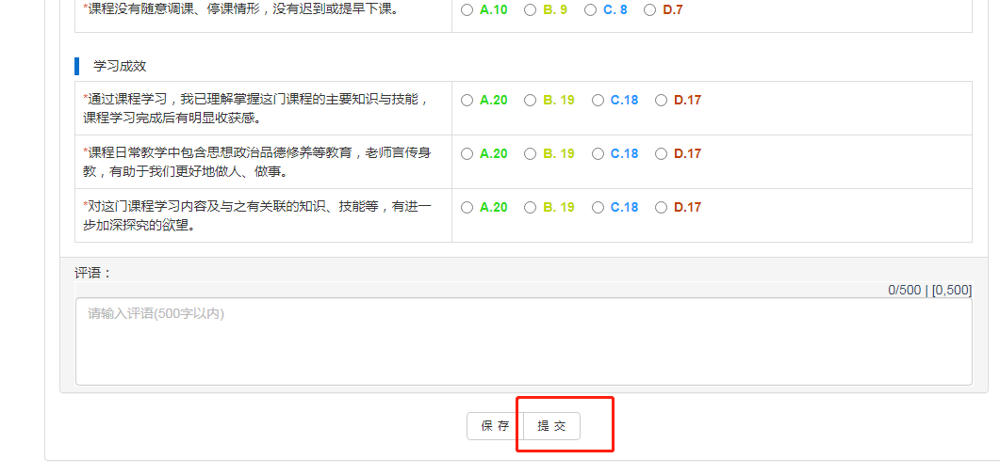 *课程没有随意调课、停课情形，没有迟到或提早下课。
A.10 B. 9 C. 8 D.7
学习成效
*通过课程学习，我已理解掌握这门课程的主要知识与技能，
课程学习完成后有明显收获感。
A.20 B. 19 C.18 D.17
*课程日常教学中包含思想政治品德修养等教育，老师言传身
教，有助于我们更好地做人、做事。
A.20 B. 19 C.18 D.17
*对这门课程学习内容及与之有关联的知识、技能等，有进一
步加深探究的欲望。
A.20 B. 19 C.18 D.17
评语：
0/500 | [0,500]
请输入评语(500字以内)
保 存 提 交